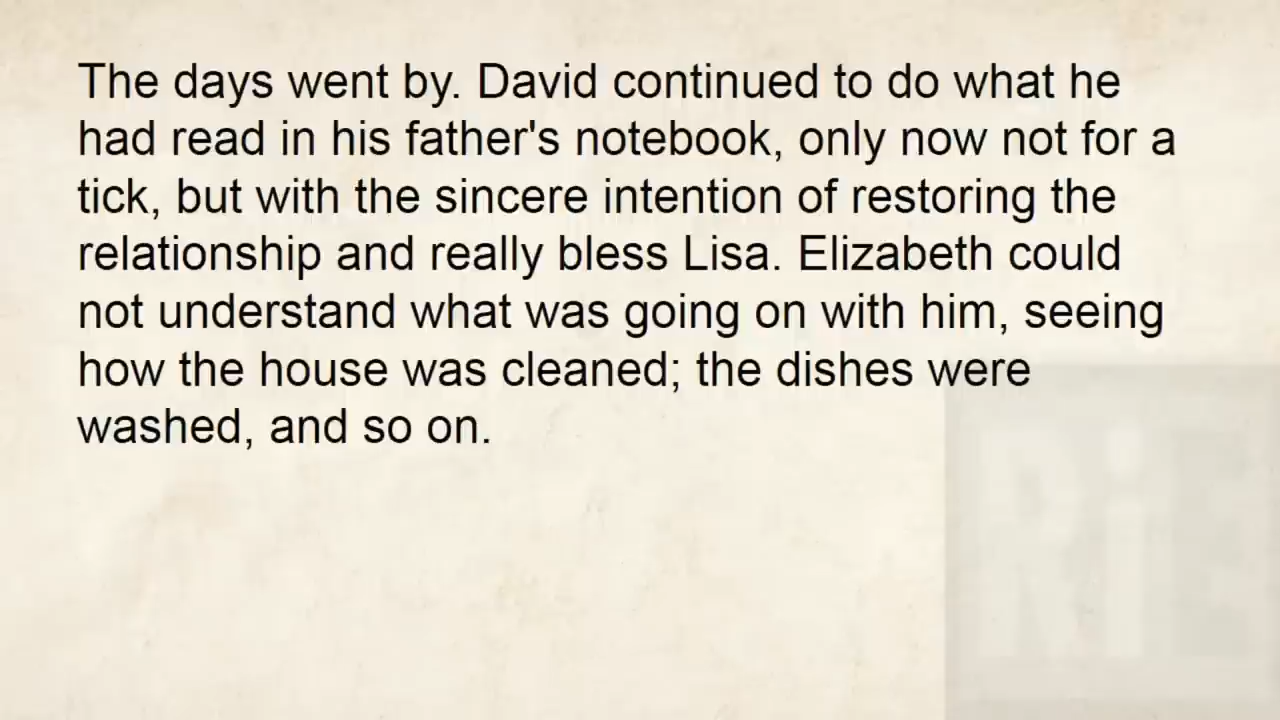 The days went by. David continued to do what he
had read in his father's notebook, only now not for a
tick, but with the sincere intention of restoring the
relationship and really bless Lisa. Elizabeth could
not understand what was going on with him, seeing
how the house was cleaned; the dishes were
washed, and so on.